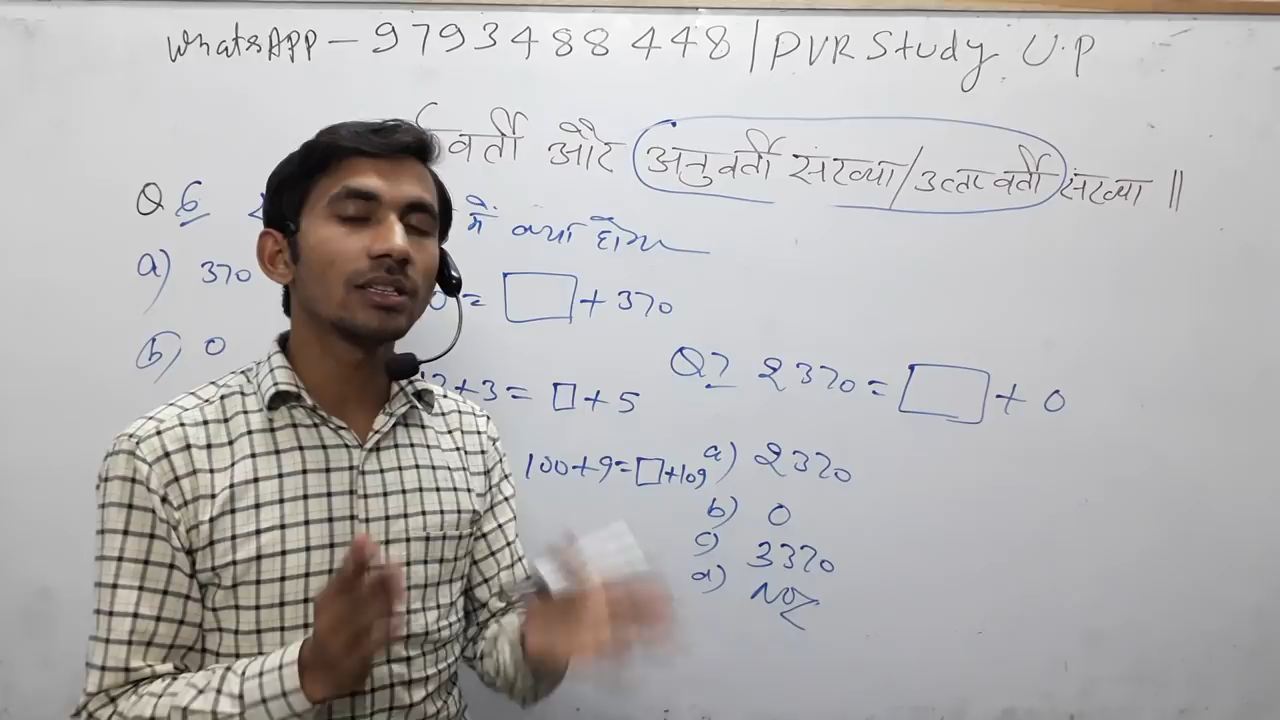 WhatsAPP – 9793488448 | PVR Study U.P
वर्ती और अनुवर्ती संख्या/उत्तरवर्ती संख्या ||
Q 6 में क्या होगा
a) 370 0 = □ + 370
b) 0
+3 = □ + 5
100+9=□+109
Q7 2370 = □ + 0
a) 2370
b) 0
c) 3370
d)